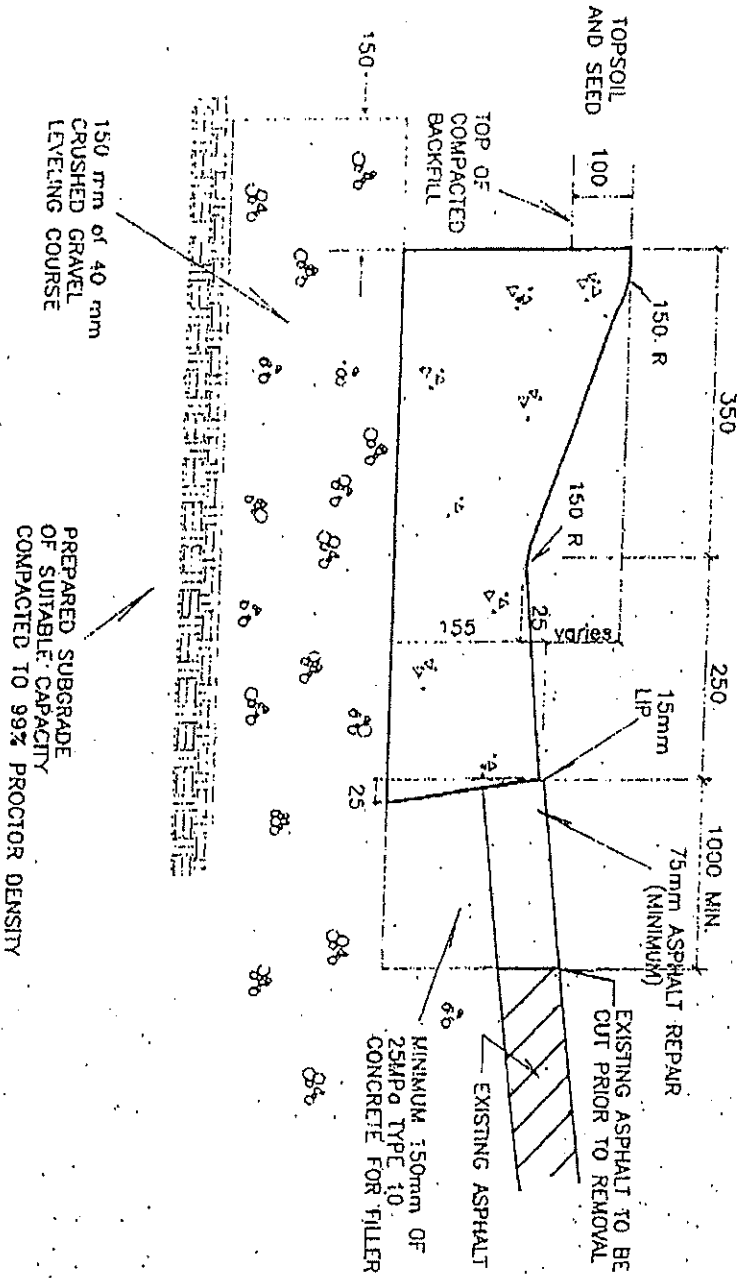 350
250
1000 MIN.
TOPSOIL
AND SEED
100
150 R
150 R
15mm
LIP
75mm ASPHALT REPAIR
(MINIMUM)
EXISTING ASPHALT TO BE
CUT PRIOR TO REMOVAL
TOP OF
COMPACTED
BACKFILL
25
varies
155
25
EXISTING ASPHALT
150
MINIMUM 150mm OF
25MPa TYPE 10
CONCRETE FOR FILLER
150 mm of 40 mm
CRUSHED GRAVEL
LEVELING COURSE
PREPARED SUBGRADE
OF SUITABLE CAPACITY
COMPACTED TO 99% PROCTOR DENSITY